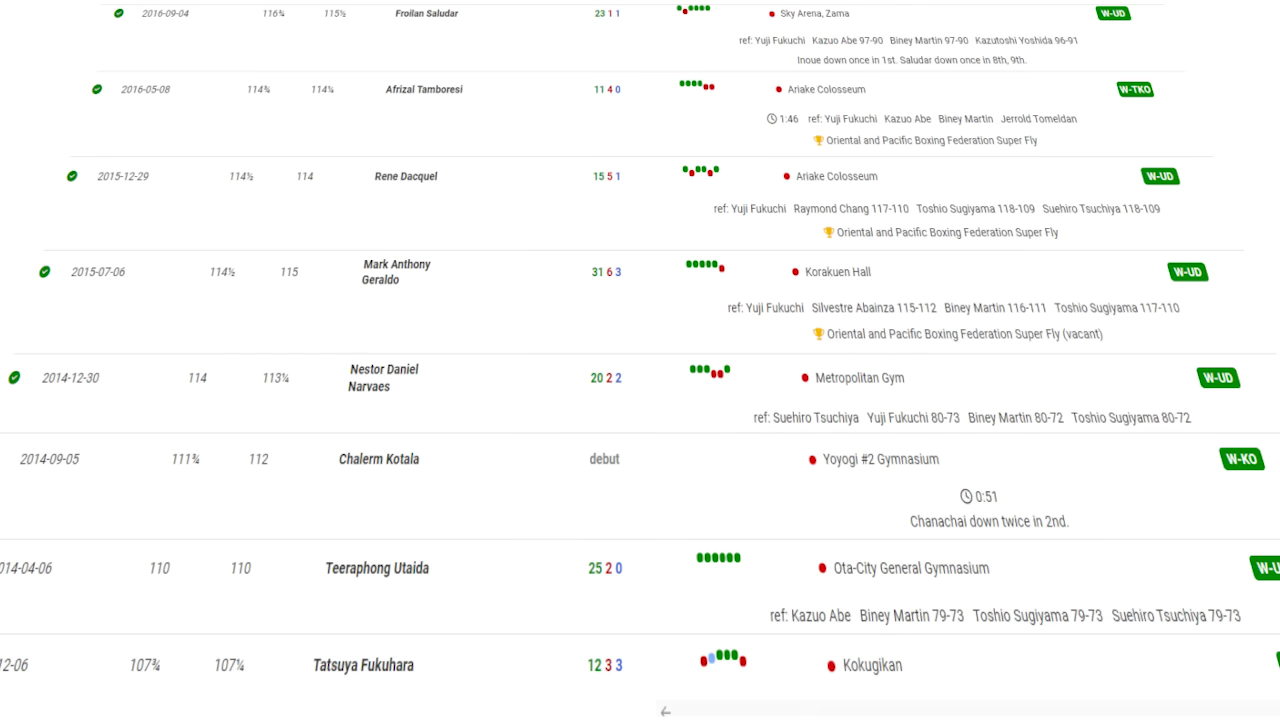 2016-09-04 116¾ 115½ Froilan Saludar 23 1 1 Sky Arena, Zama W-UD
ref: Yuji Fukuchi Kazuo Abe 97-90 Biney Martin 97-90 Kazutoshi Yoshida 96-91
Inoue down once in 1st. Saludar down once in 8th, 9th.
2016-05-08 114¾ 114¼ Afrizal Tamboresi 11 4 0 Ariake Colosseum W-TKO
1:46 ref: Yuji Fukuchi Kazuo Abe Biney Martin Jerrold Tomeldan
Oriental and Pacific Boxing Federation Super Fly
2015-12-29 114½ 114 Rene Dacquel 15 5 1 Ariake Colosseum W-UD
ref: Yuji Fukuchi Raymond Chang 117-110 Toshio Sugiyama 118-109 Suehiro Tsuchiya 118-109
Oriental and Pacific Boxing Federation Super Fly
2015-07-06 114½ 115 Mark Anthony Geraldo 31 6 3 Korakuen Hall W-UD
ref: Yuji Fukuchi Silvestre Abainza 115-112 Biney Martin 116-111 Toshio Sugiyama 117-110
Oriental and Pacific Boxing Federation Super Fly (vacant)
2014-12-30 114 113¼ Nestor Daniel Narvaes 20 2 2 Metropolitan Gym W-UD
ref: Suehiro Tsuchiya Yuji Fukuchi 80-73 Biney Martin 80-72 Toshio Sugiyama 80-72
2014-09-05 111¾ 112 Chalerm Kotala debut Yoyogi #2 Gymnasium W-KO
0:51
Chanachai down twice in 2nd.
014-04-06 110 110 Teeraphong Utaida 25 2 0 Ota-City General Gymnasium W-U
ref: Kazuo Abe Biney Martin 79-73 Toshio Sugiyama 79-73 Suehiro Tsuchiya 79-73
12-06 107¾ 107¼ Tatsuya Fukuhara 12 3 3 Kokugikan